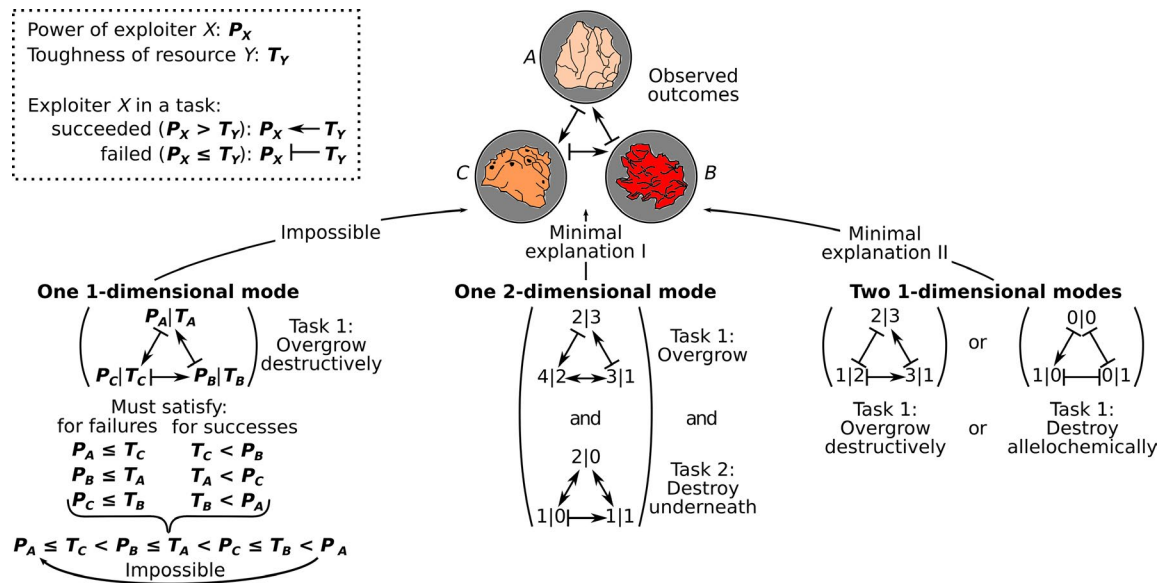 Power of exploiter X: P_X
Toughness of resource Y: T_Y
Exploiter X in a task:
succeeded (P_X > T_Y): P_X ← T_Y
failed (P_X ≤ T_Y): P_X ⊢ T_Y
A
Observed
outcomes
C
B
Impossible
Minimal
explanation I
Minimal
explanation II
One 1-dimensional mode
P_A|T_A
P_C|T_C
P_B|T_B
Task 1:
Overgrow
destructively
Must satisfy:
for failures for successes
P_A ≤ T_C T_C < P_B
P_B ≤ T_A T_A < P_C
P_C ≤ T_B T_B < P_A
P_A ≤ T_C < P_B ≤ T_A < P_C ≤ T_B < P_A
Impossible
One 2-dimensional mode
2|3
4|2 3|1
Task 1:
Overgrow
and and
2|0
1|0 1|1
Task 2:
Destroy
underneath
Two 1-dimensional modes
2|3
1|2 3|1
or
0|0
1|0 0|1
Task 1:
Overgrow
destructively
or
Task 1:
Destroy
allelochemically